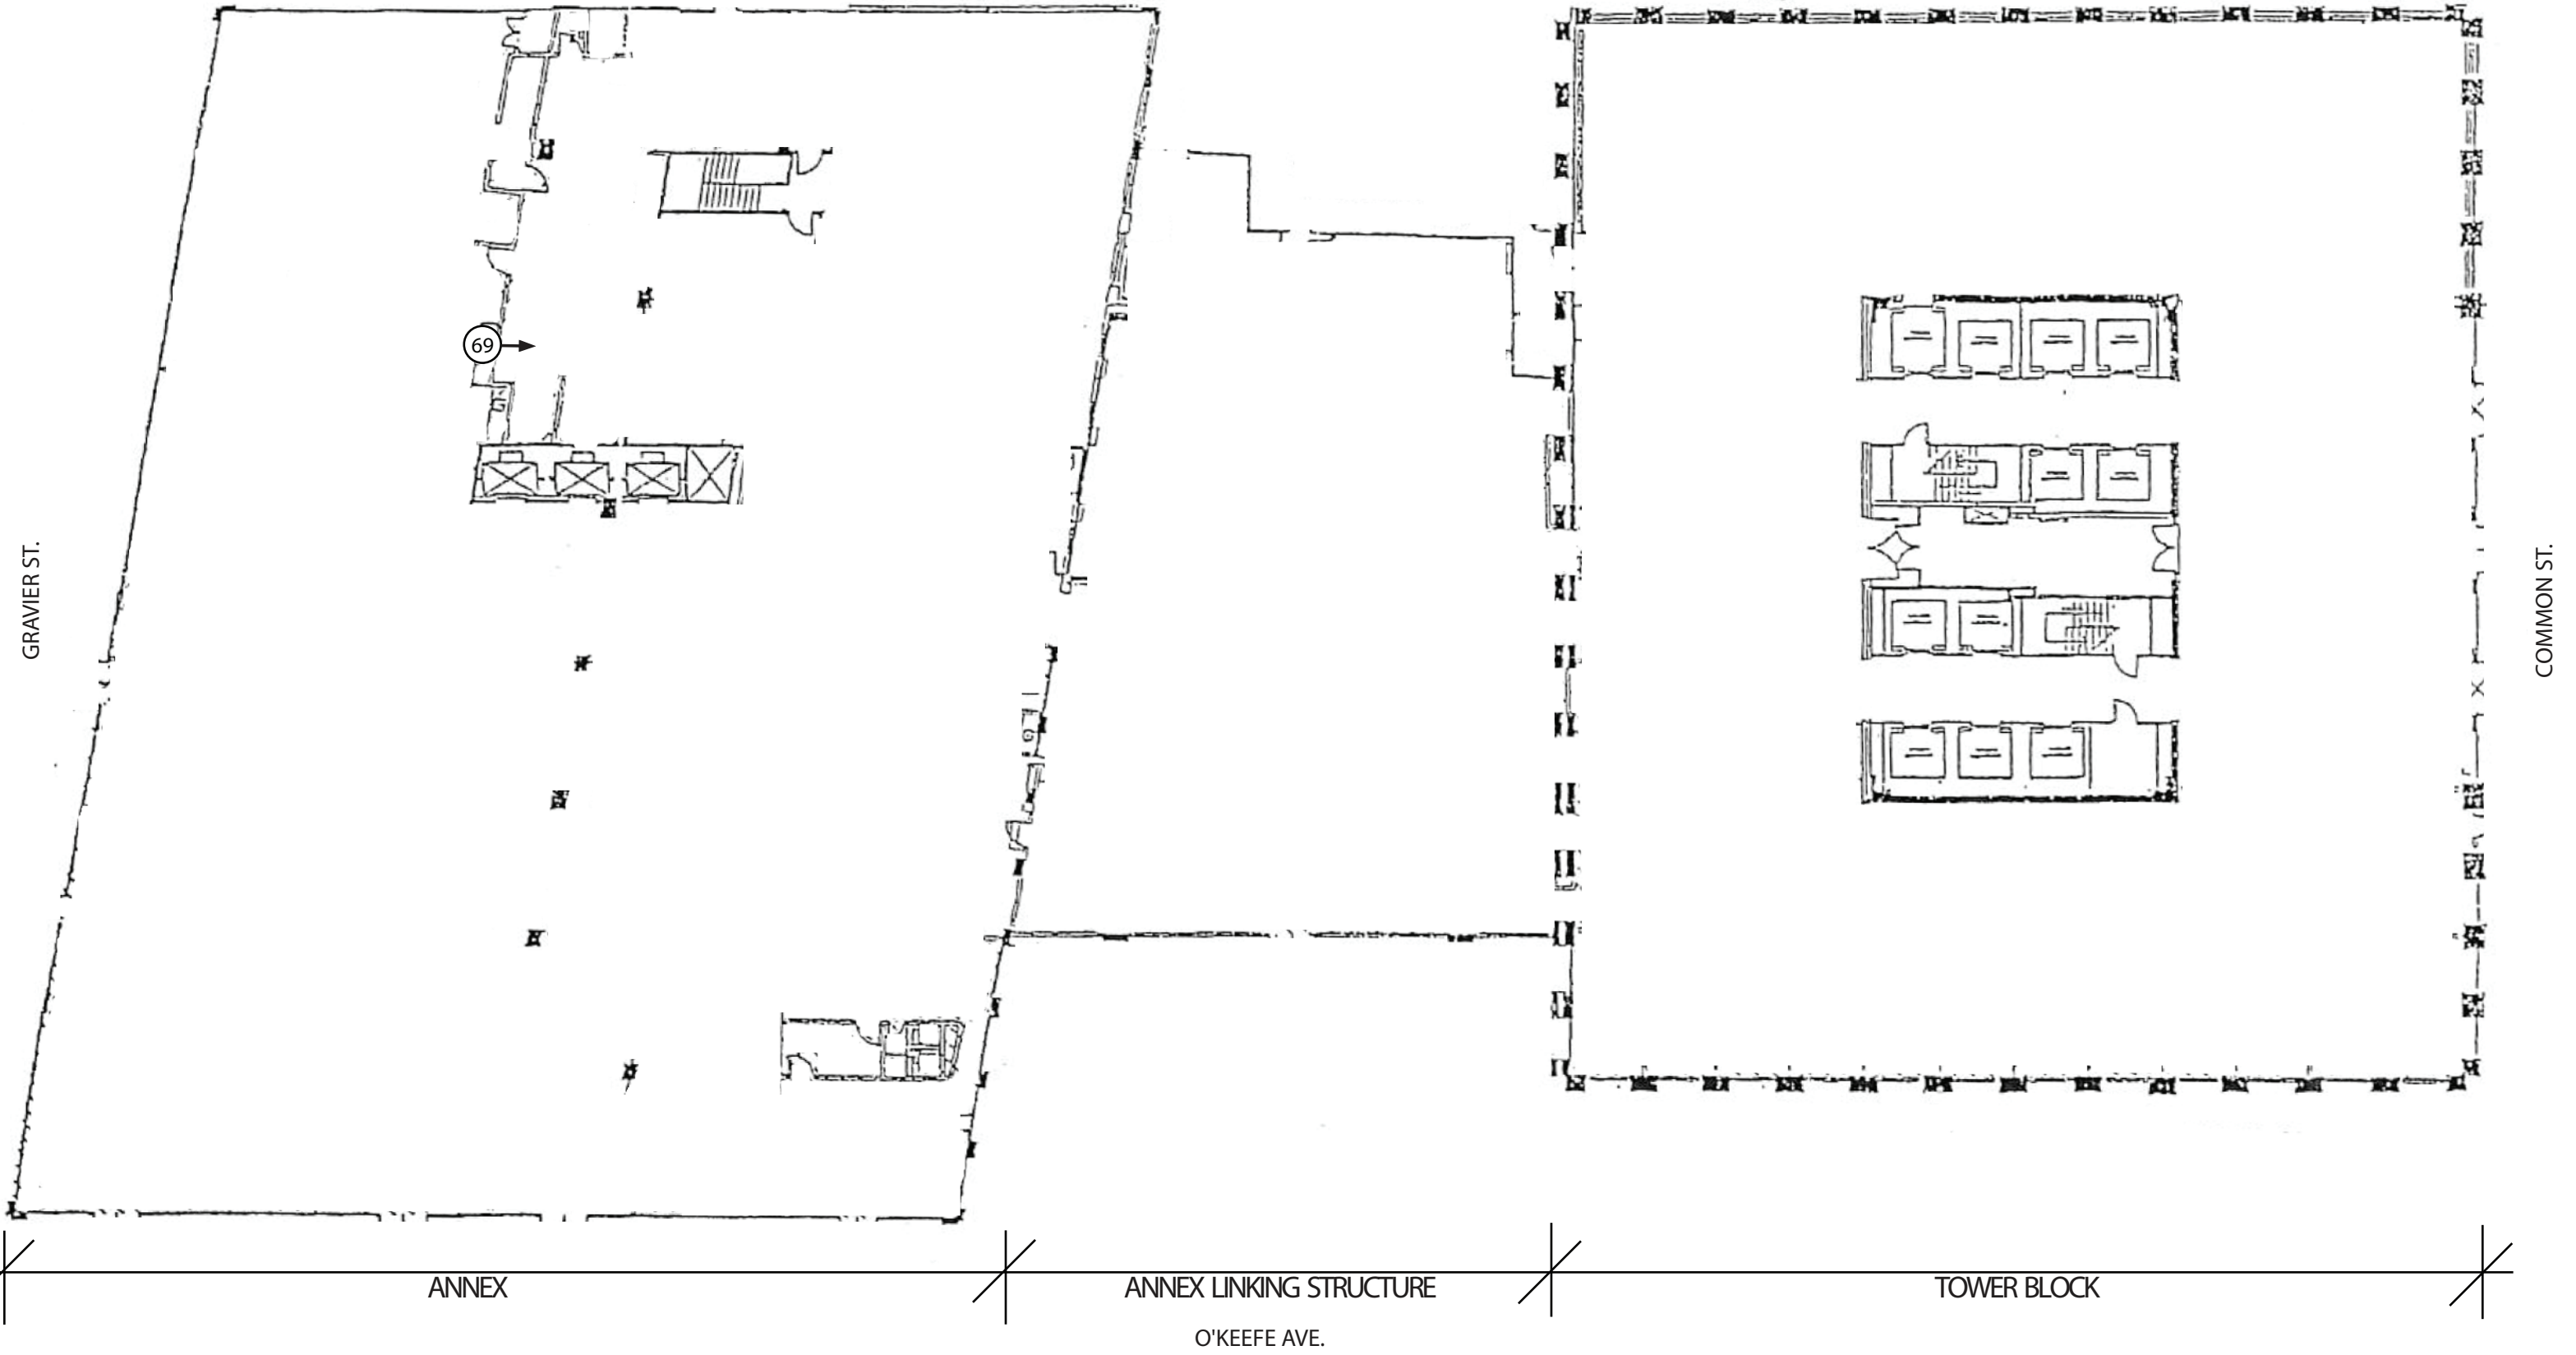 69
GRAVIER ST.
COMMON ST.
ANNEX
ANNEX LINKING STRUCTURE
TOWER BLOCK
O'KEEFE AVE.